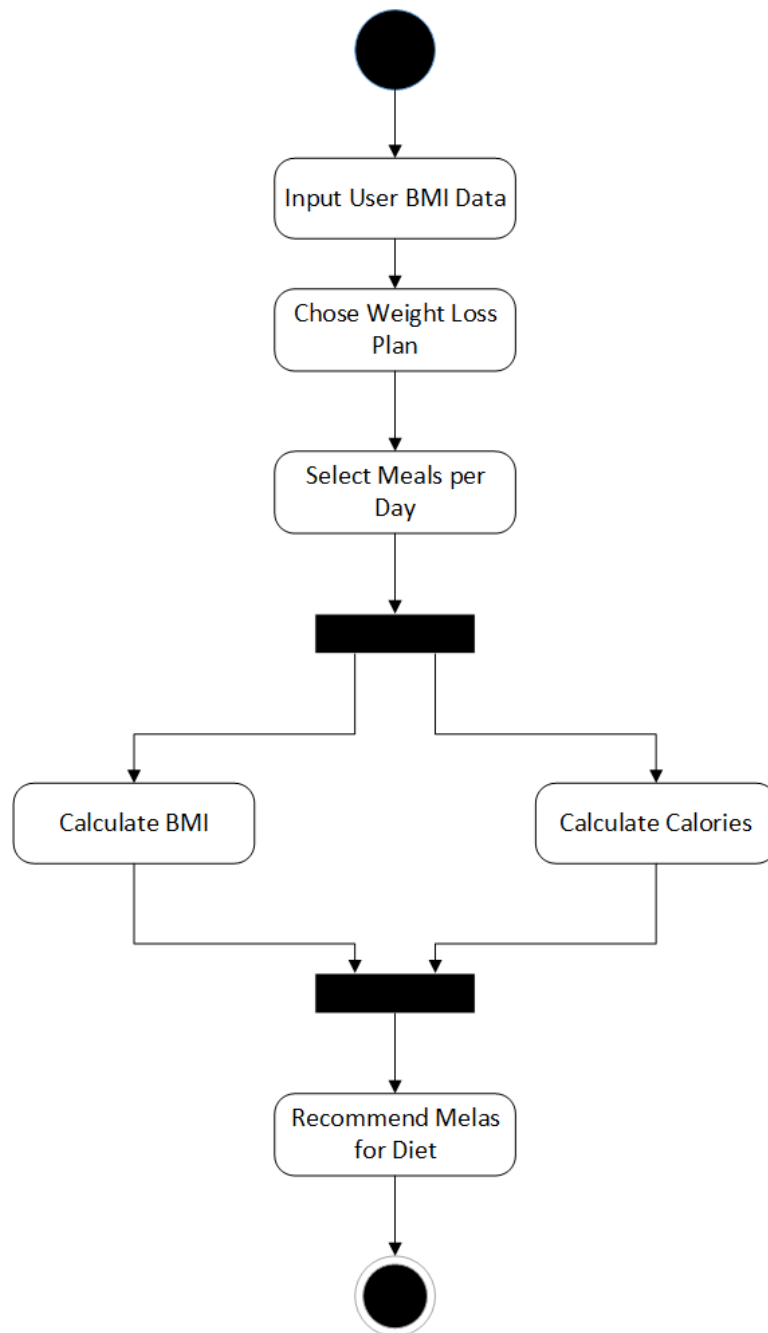 Input User BMI Data
Chose Weight Loss
Plan
Select Meals per
Day
Calculate BMI
Calculate Calories
Recommend Melas
for Diet